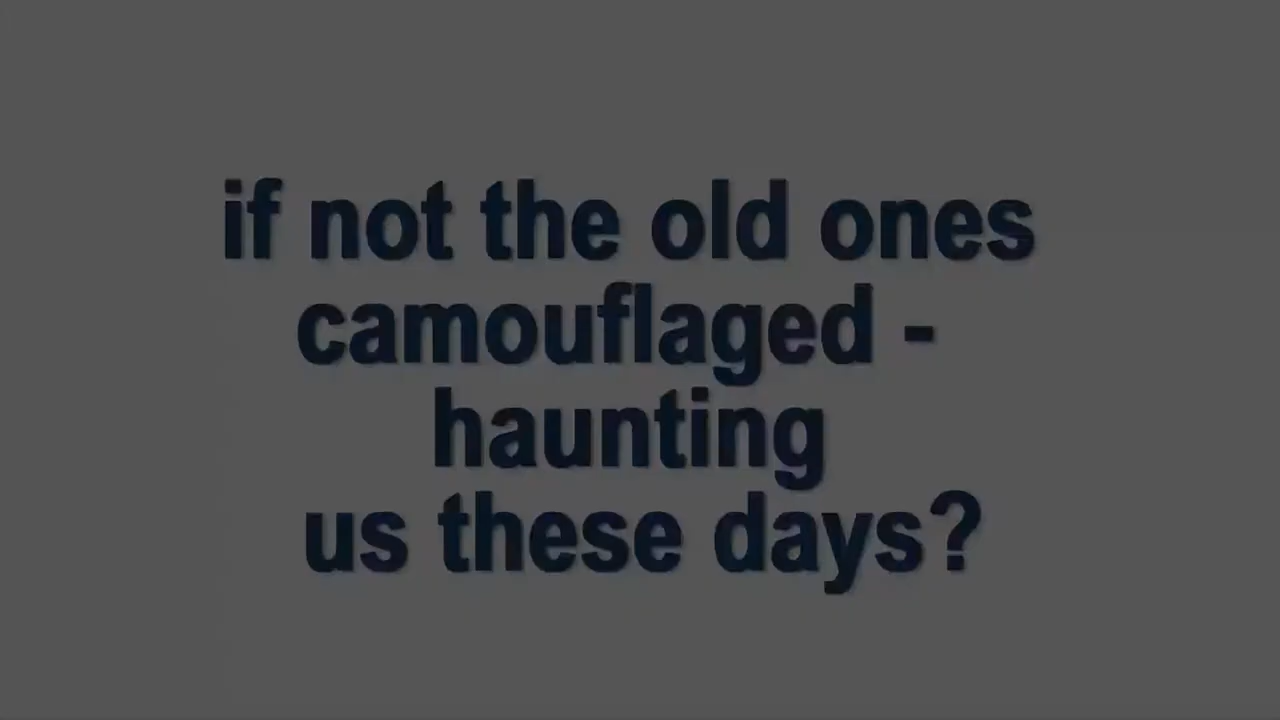 if not the old ones
camouflaged -
haunting
us these days?